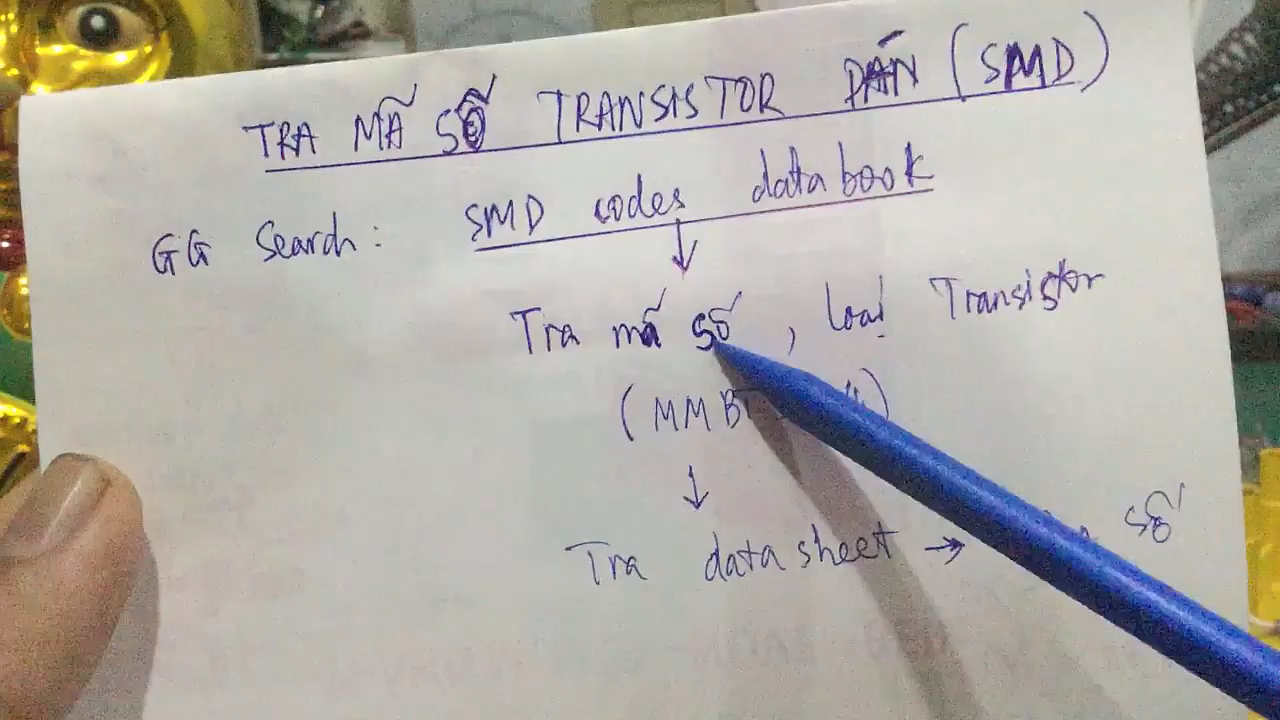 TRA MÃ SỐ TRANSISTOR DÁN (SMD)
GG Search: SMD codes databook
↓
Tra mã số, loại Transistor
(MMB
↓
Tra datasheet → số